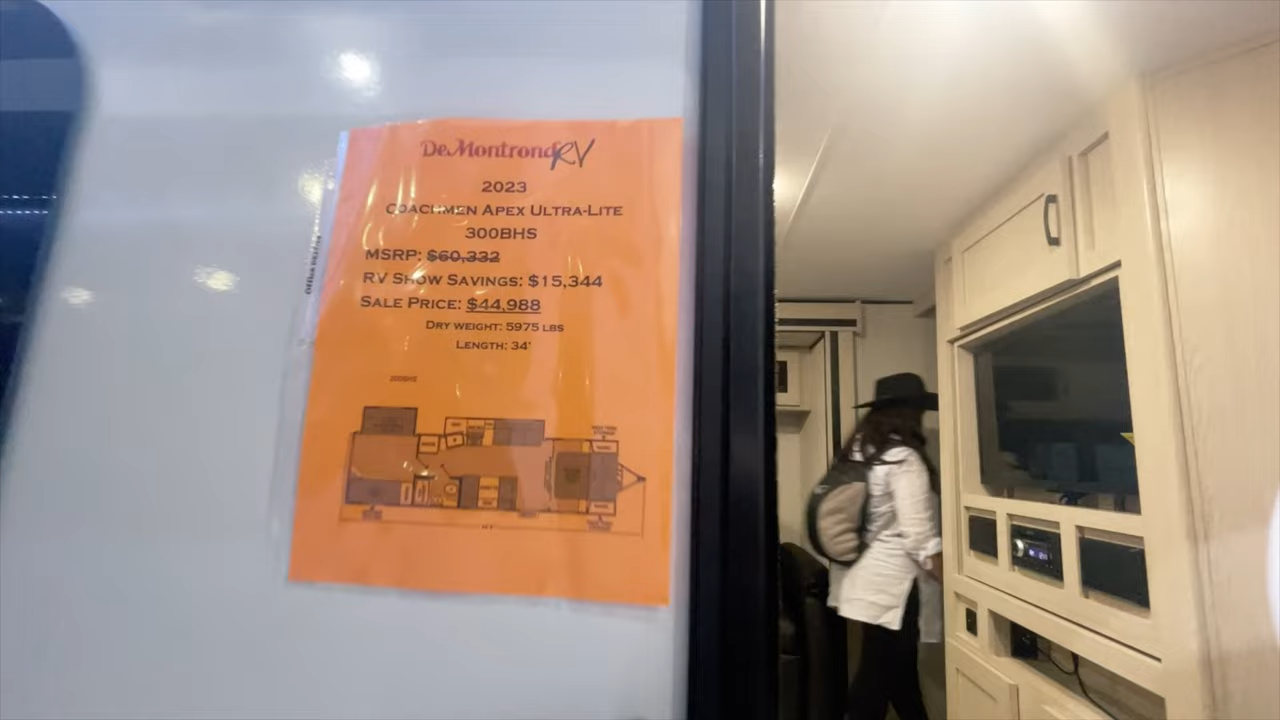 DeMontrond RV
2023
COACHMEN APEX ULTRA-LITE
300BHS
MSRP: $60,332
RV SHOW SAVINGS: $15,344
SALE PRICE: $44,988
DRY WEIGHT: 5975 LBS
LENGTH: 34'
300BHS